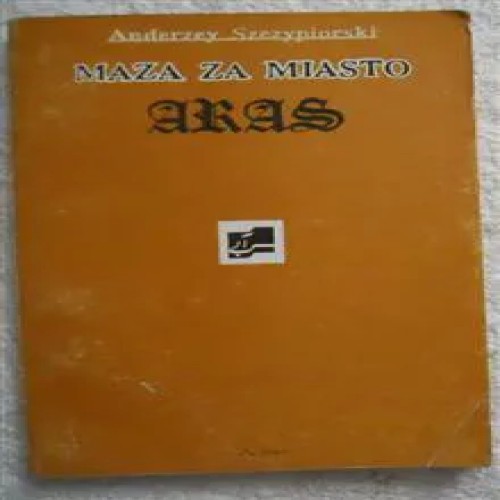 Anderzey Szczypiorski
MAZA ZA MIASTO
ARAS